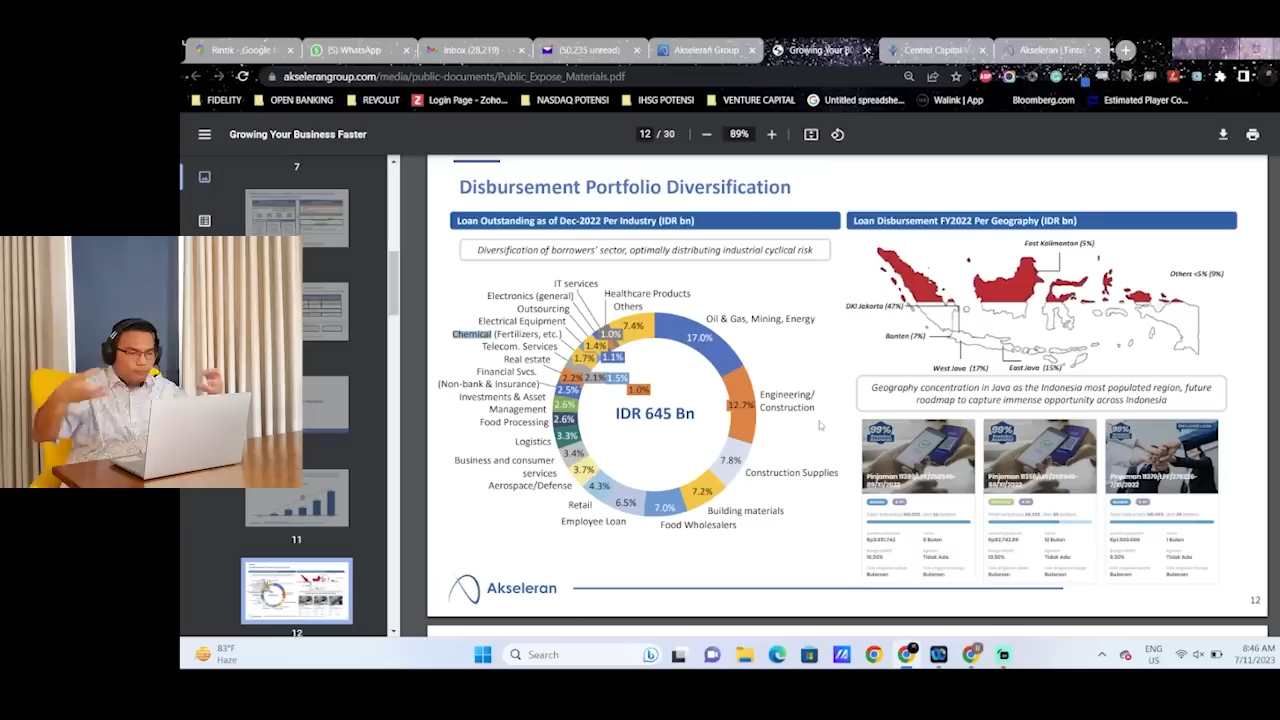 Rintik - Google
(5) WhatsApp
Inbox (28,219)
(50,235 unread)
Akseleran Group
Growing Your B
Central Capital V
Akseleran | Fint
akselerangroup.com/media/public-documents/Public_Expose_Materials.pdf
FIDELITY
OPEN BANKING
REVOLUT
Login Page - Zoho...
NASDAQ POTENSI
IHSG POTENSI
VENTURE CAPITAL
Untitled spreadshe...
Walink | App
Bloomberg.com
Estimated Player Co...
Growing Your Business Faster
12 / 30
89%
7
11
12
Disbursement Portfolio Diversification
Loan Outstanding as of Dec-2022 Per Industry (IDR bn)
Diversification of borrowers' sector, optimally distributing industrial cyclical risk
IT services
Healthcare Products
Electronics (general)
Others
Outsourcing
Oil & Gas, Mining, Energy
Electrical Equipment
Chemical (Fertilizers, etc.)
Telecom. Services
Real estate
Financial Svcs.
(Non-bank & Insurance)
Investments & Asset
Management
Food Processing
Logistics
Business and consumer
services
Aerospace/Defense
Retail
Employee Loan
Food Wholesalers
Building materials
Construction Supplies
Engineering/
Construction
7.4%
17.0%
1.0%
1.4%
1.1%
1.7%
2.2%
2.1%
1.5%
1.0%
2.5%
2.6%
2.6%
3.3%
3.4%
3.7%
4.3%
6.5%
7.0%
7.2%
7.8%
12.7%
IDR 645 Bn
Loan Disbursement FY2022 Per Geography (IDR bn)
East Kalimantan (5%)
Others <5% (9%)
DKI Jakarta (47%)
Banten (7%)
West Java (17%)
East Java (15%)
Geography concentration in Java as the Indonesia most populated region, future
roadmap to capture immense opportunity across Indonesia
99%
99%
99%
Tidak Ada
Tidak Ada
Tidak Ada
Akseleran
12
83°F
Haze
Search
ENG
US
8:46 AM
7/11/2023